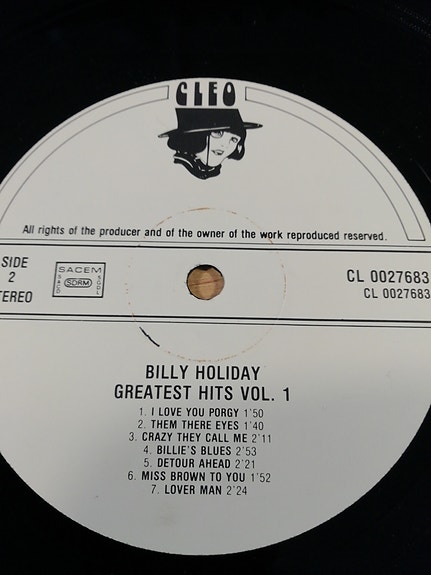 CLEO
All rights of the producer and of the owner of the work reproduced reserved.
SIDE
2
TEREO
SACEM
SDRM
CL 0027683
CL 0027683
BILLY HOLIDAY
GREATEST HITS VOL. 1
1. I LOVE YOU PORGY 1'50
2. THEM THERE EYES 1'40
3. CRAZY THEY CALL ME 2'11
4. BILLIE'S BLUES 2'53
5. DETOUR AHEAD 2'21
6. MISS BROWN TO YOU 1'52
7. LOVER MAN 2'24